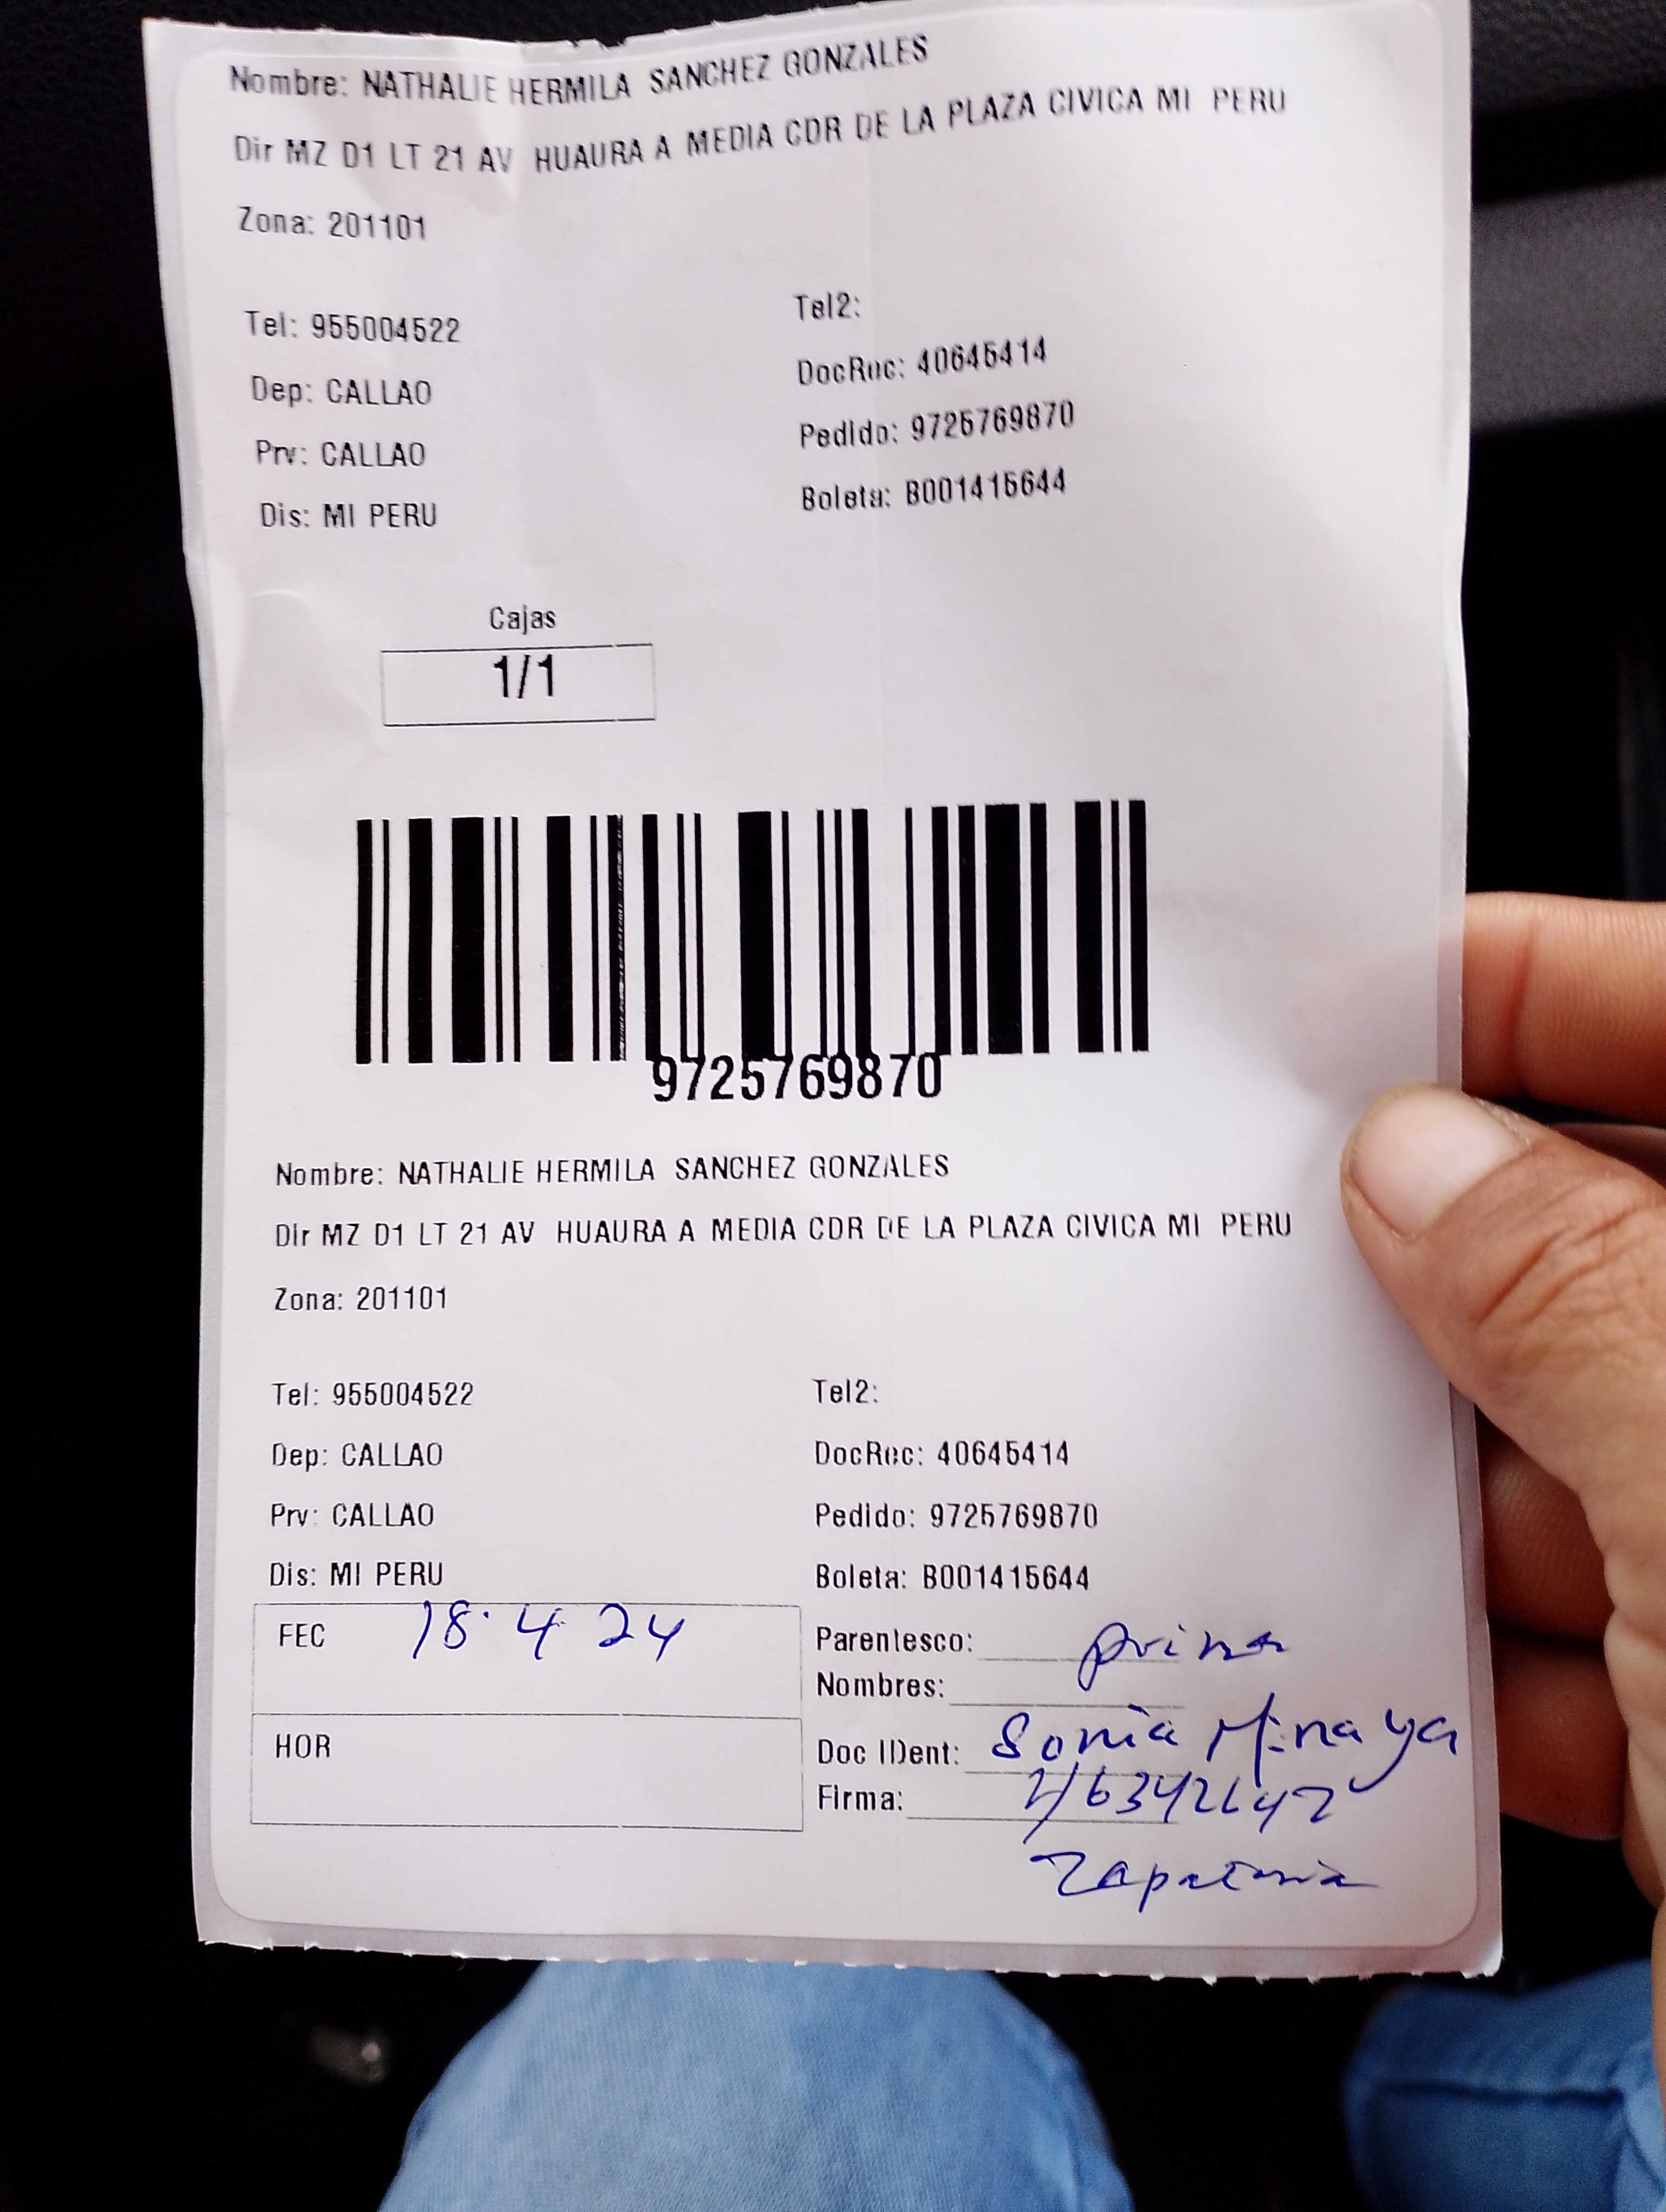 Nombre: NATHALIE HERMILA SANCHEZ GONZALES
Dir MZ D1 LT 21 AV HUAURA A MEDIA CDR DE LA PLAZA CIVICA MI PERU
Zona: 201101
Tel: 955004522
Tel2:
Dep: CALLAO
DocRec: 40645414
Prv: CALLAO
Pedido: 9725769870
Dis: MI PERU
Boleta: B001415644
Cajas
1/1
9725769870
Nombre: NATHALIE HERMILA SANCHEZ GONZALES
Dir MZ D1 LT 21 AV HUAURA A MEDIA CDR DE LA PLAZA CIVICA MI PERU
Zona: 201101
Tel: 955004522
Tel2:
Dep: CALLAO
DocRec: 40645414
Prv: CALLAO
Pedido: 9725769870
Dis: MI PERU
Boleta: B001415644
FEC 18·4 24
Parentesco: prima
Nombres:
HOR
Doc IDent: Sonia Minaya
Firma:
Zapateria